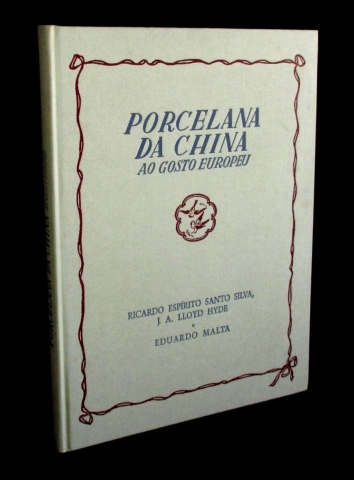 PORCELANA
DA CHINA
AO GOSTO EUROPEU
RICARDO ESPÍRITO SANTO SILVA,
J. A. LLOYD HYDE
e
EDUARDO MALTA